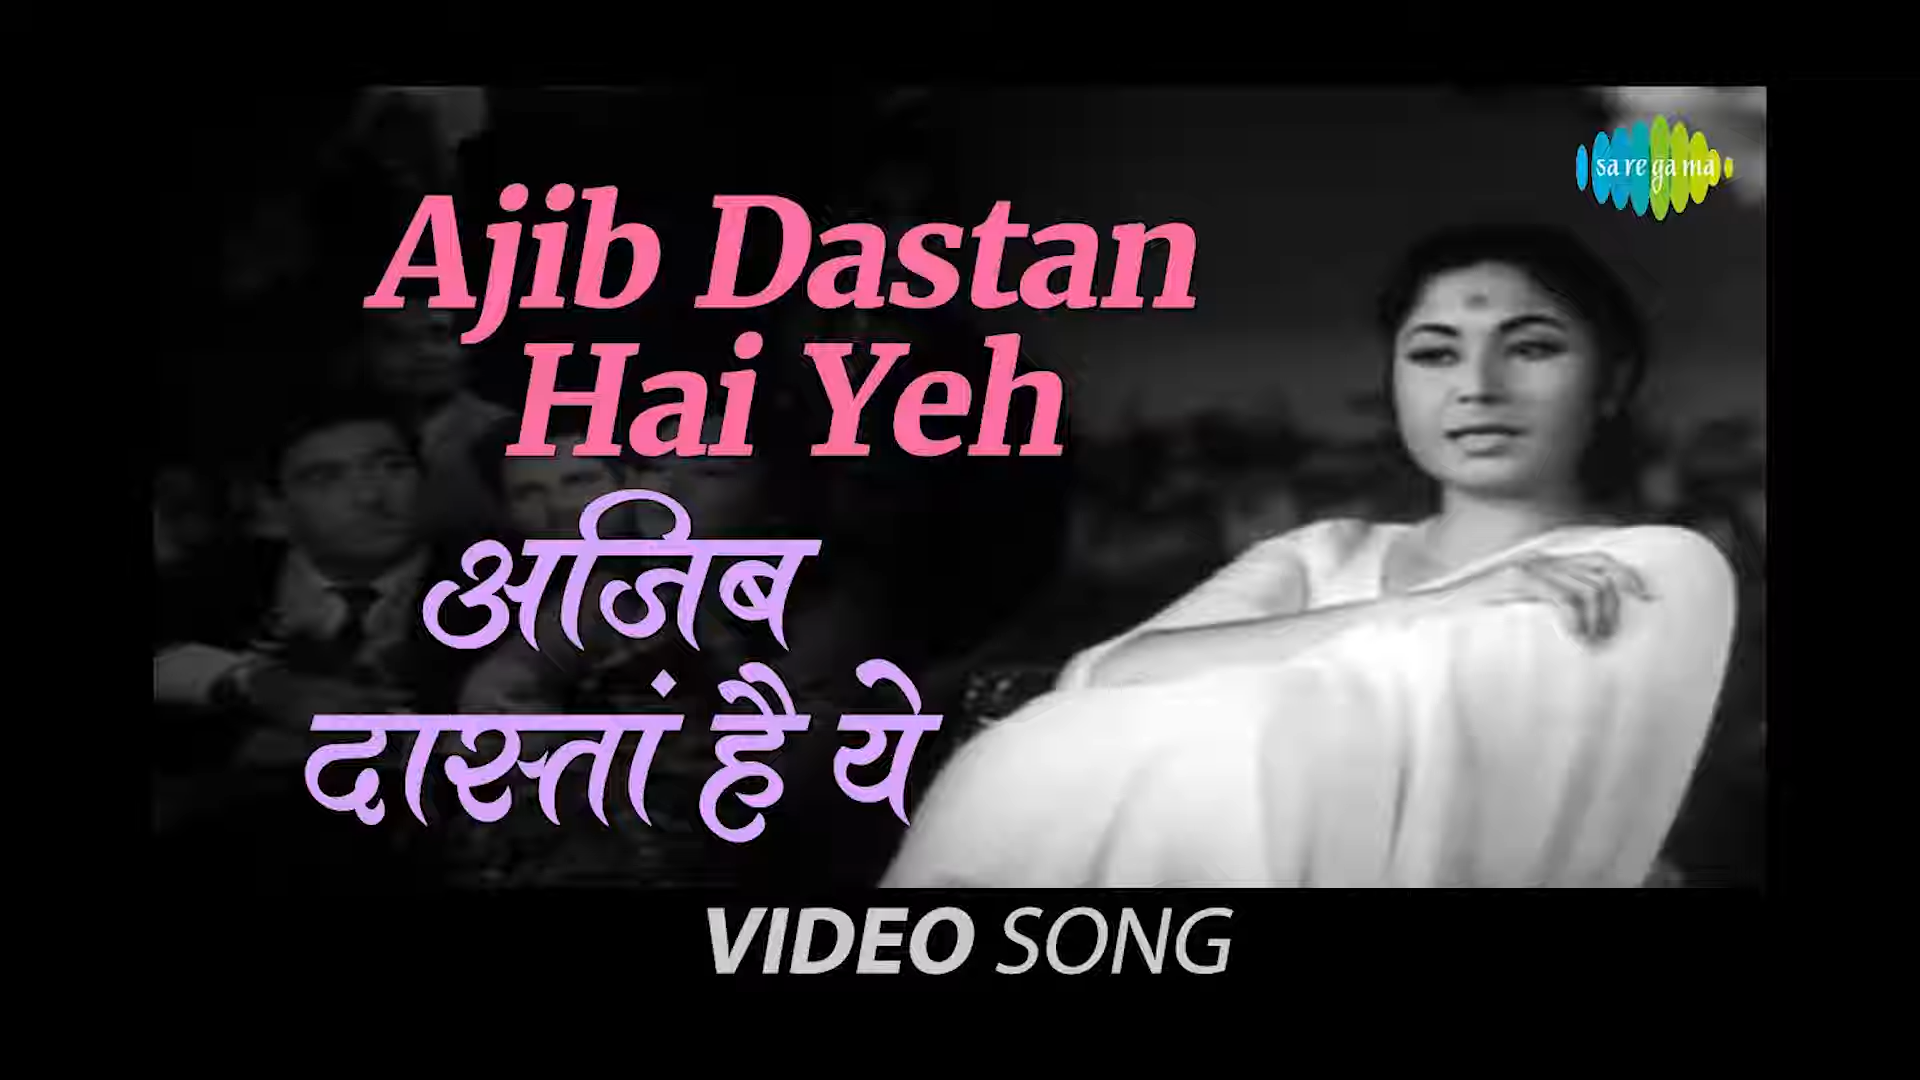 sa re ga ma
Ajib Dastan
Hai Yeh
अजिब
दास्तां है ये
VIDEO SONG